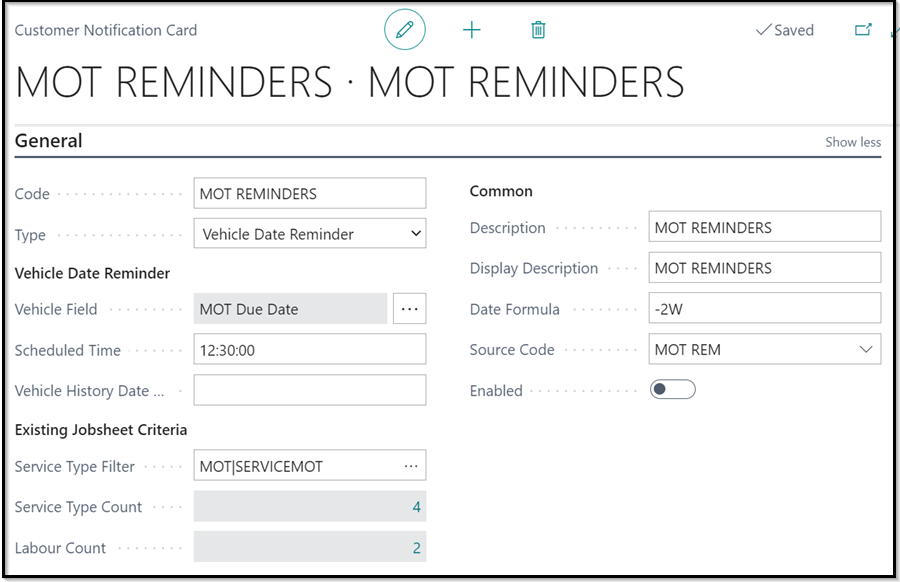 Customer Notification Card
Saved
MOT REMINDERS · MOT REMINDERS
General
Show less
Code
MOT REMINDERS
Type
Vehicle Date Reminder
Vehicle Date Reminder
Vehicle Field
MOT Due Date
...
Scheduled Time
12:30:00
Vehicle History Date ...
Existing Jobsheet Criteria
Service Type Filter
MOT|SERVICEMOT
...
Service Type Count
4
Labour Count
2
Common
Description
MOT REMINDERS
Display Description
MOT REMINDERS
Date Formula
-2W
Source Code
MOT REM
Enabled